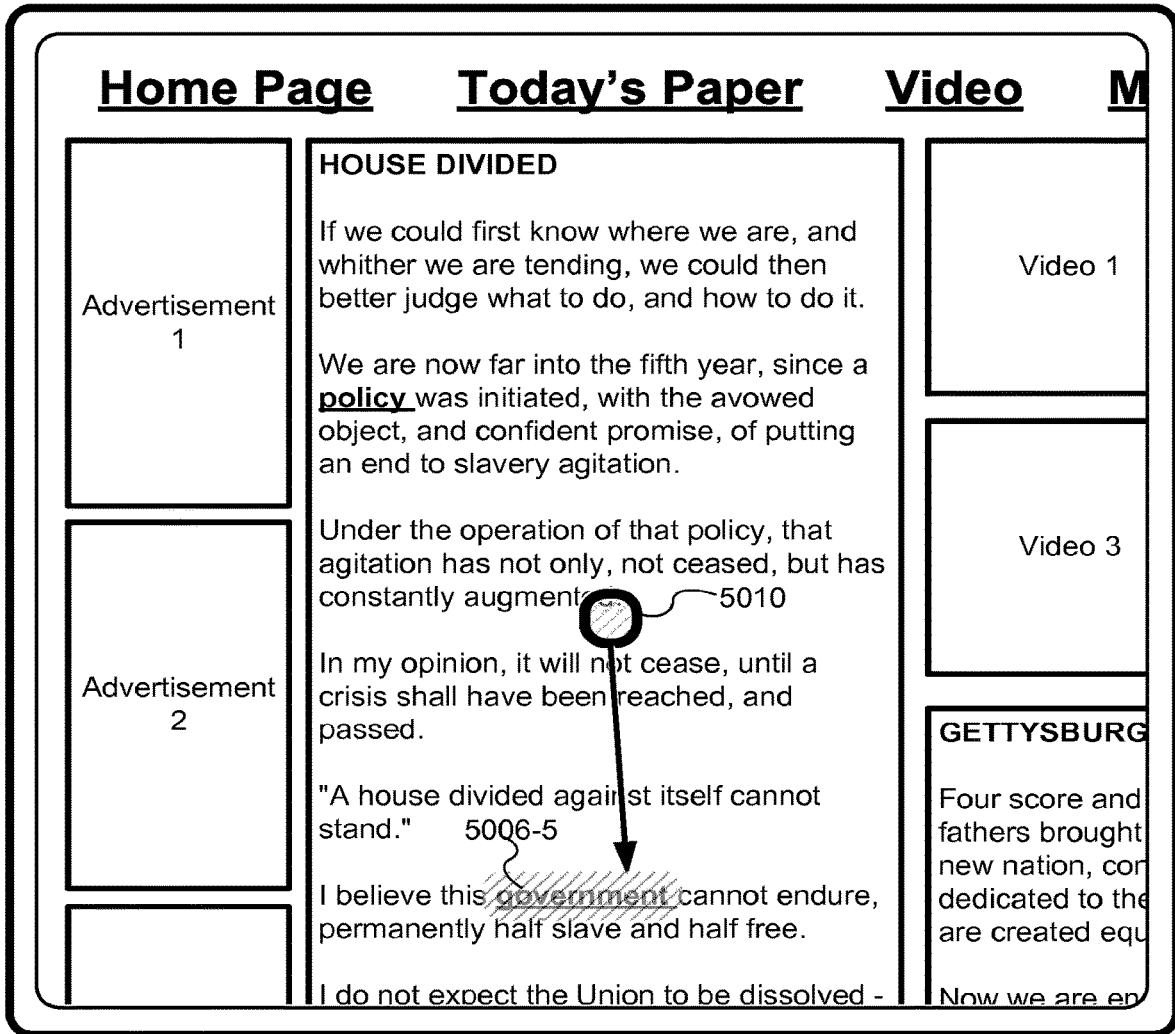 Home Page Today's Paper Video M
Advertisement
1
Advertisement
2
HOUSE DIVIDED
If we could first know where we are, and
whither we are tending, we could then
better judge what to do, and how to do it.
We are now far into the fifth year, since a
policy was initiated, with the avowed
object, and confident promise, of putting
an end to slavery agitation.
Under the operation of that policy, that
agitation has not only, not ceased, but has
constantly augmente
5010
In my opinion, it will not cease, until a
crisis shall have been reached, and
passed.
"A house divided against itself cannot
stand." 5006-5
I believe this government cannot endure,
permanently half slave and half free.
I do not expect the Union to be dissolved -
Video 1
Video 3
GETTYSBURG
Four score and
fathers brought
new nation, con
dedicated to the
are created equ
Now we are en